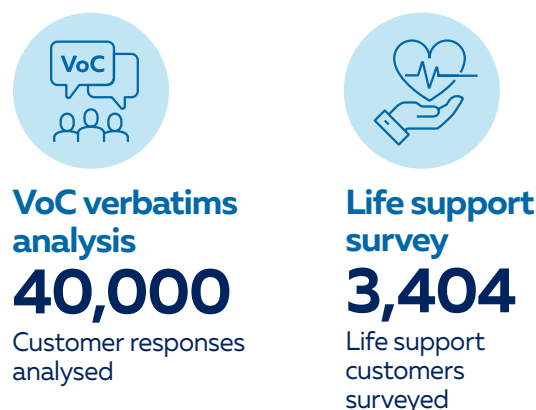 VoC
VoC verbatims
analysis
40,000
Customer responses
analysed
Life support
survey
3,404
Life support
customers
surveyed